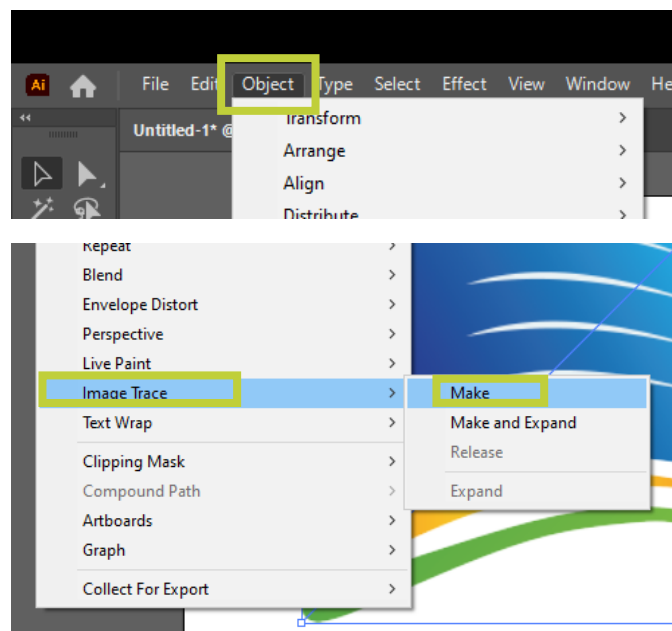 Ai File Edit Object Type Select Effect View Window He
Untitled-1* @
Transform
Arrange
Align
Distribute
Repeat
Blend
Envelope Distort
Perspective
Live Paint
Image Trace
Make
Text Wrap
Make and Expand
Release
Clipping Mask
Compound Path
Expand
Artboards
Graph
Collect For Export